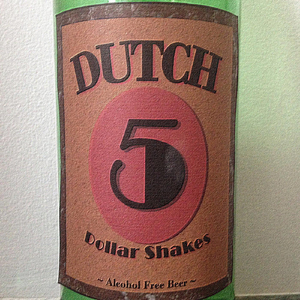 DUTCH
5
Dollar Shakes
~ Alcohol Free Beer ~